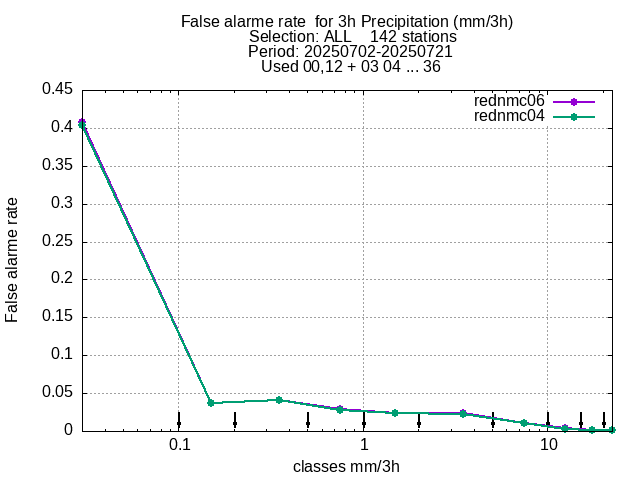 False alarme rate  for 3h Precipitation (mm/3h)
Selection: ALL    142 stations
Period: 20250702-20250721
Used 00,12 + 03 04 ... 36
rednmc06
rednmc04
0.45
0.4
0.35
0.3
0.25
0.2
0.15
0.1
0.05
0
False alarme rate
0.1 1 10
classes mm/3h